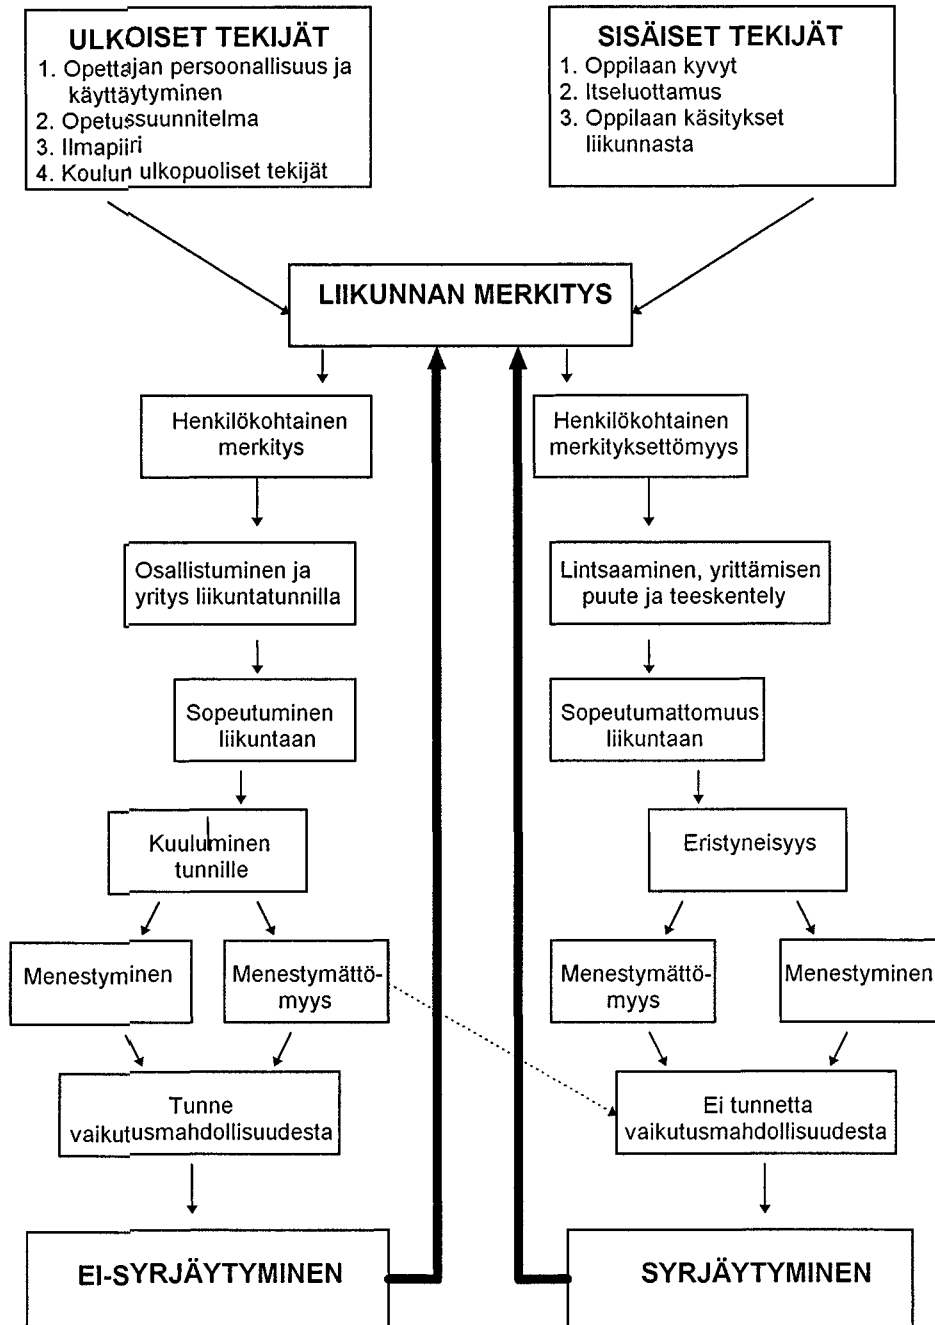 ULKOISET TEKIJÄT
1. Opettajan persoonallisuus ja
käyttäytyminen
2. Opetussuunnitelma
3. Ilmapiiri
4. Koulun ulkopuoliset tekijät
SISÄISET TEKIJÄT
1. Oppilaan kyvyt
2. Itseluottamus
3. Oppilaan käsitykset
liikunnasta
LIIKUNNAN MERKITYS
Henkilökohtainen
merkitys
Henkilökohtainen
merkityksettömyys
Osallistuminen ja
yritys liikuntatunnilla
Lintsaaminen, yrittämisen
puute ja teeskentely
Sopeutuminen
liikuntaan
Sopeutumattomuus
liikuntaan
Kuuluminen
tunnille
Eristyneisyys
Menestyminen
Menestymättö-
myys
Menestymättö-
myys
Menestyminen
Tunne
vaikutusmahdollisuudesta
Ei tunnetta
vaikutusmahdollisuudesta
EI-SYRJÄYTYMINEN
SYRJÄYTYMINEN